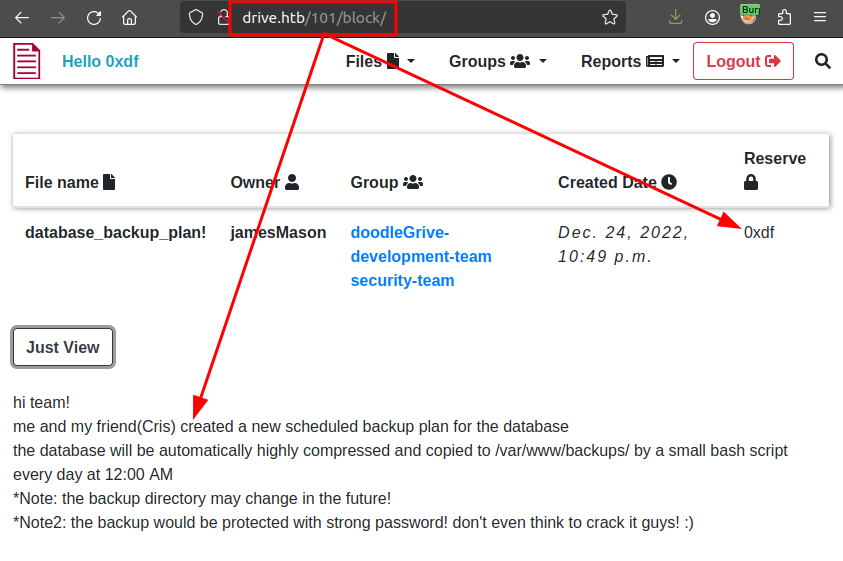 drive.htb/101/block/
Burr
Hello 0xdf
Files
Groups
Reports
Logout
Reserve
File name
Owner
Group
Created Date
database_backup_plan!
jamesMason
doodleGrive-
development-team
security-team
Dec. 24, 2022,
10:49 p.m.
0xdf
Just View
hi team!
me and my friend(Cris) created a new scheduled backup plan for the database
the database will be automatically highly compressed and copied to /var/www/backups/ by a small bash script
every day at 12:00 AM
*Note: the backup directory may change in the future!
*Note2: the backup would be protected with strong password! don't even think to crack it guys! :)